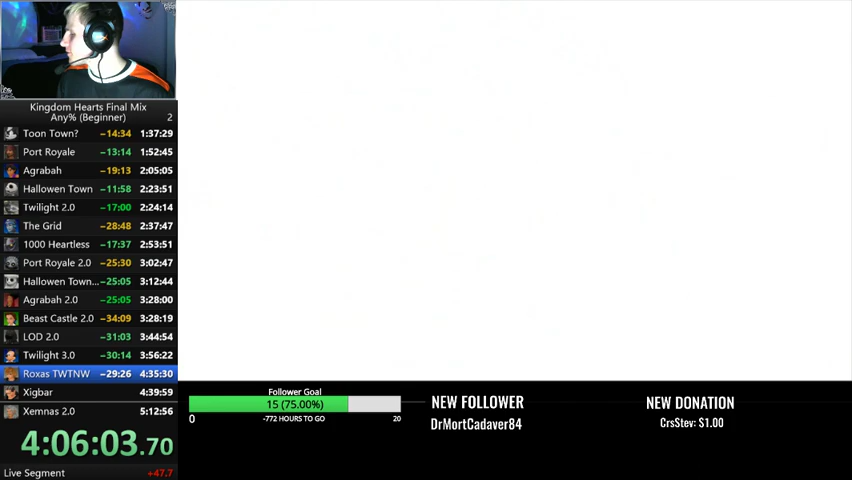 Kingdom Hearts Final Mix
Any% (Beginner) 2
Toon Town? −14:34 1:37:29
Port Royale −13:14 1:52:45
Agrabah −19:13 2:05:05
Hallowen Town −11:58 2:23:51
Twilight 2.0 −17:00 2:24:14
The Grid −28:48 2:37:47
1000 Heartless −17:37 2:53:51
Port Royale 2.0 −25:30 3:02:47
Hallowen Town... −25:05 3:12:44
Agrabah 2.0 −25:05 3:28:00
Beast Castle 2.0 −34:09 3:28:19
LOD 2.0 −31:03 3:44:54
Twilight 3.0 −30:14 3:56:22
Roxas TWTNW −29:26 4:35:30
Xigbar 4:39:59
Xemnas 2.0 5:12:56
4:06:03.70
Live Segment +47.7
Follower Goal
15 (75.00%)
0 -772 HOURS TO GO 20
NEW FOLLOWER
DrMortCadaver84
NEW DONATION
CrsStev: $1.00